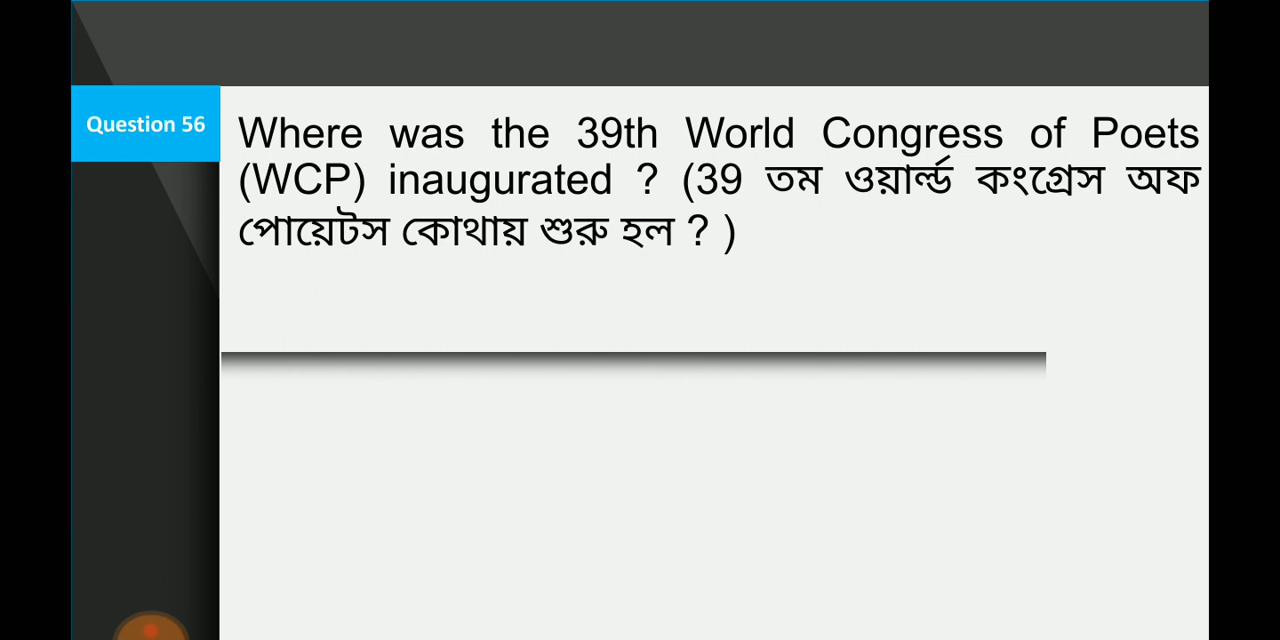 Question 56
Where was the 39th World Congress of Poets
(WCP) inaugurated ? (39 তম ওয়ার্ল্ড কংগ্রেস অফ
পোয়েটস কোথায় শুরু হল ? )